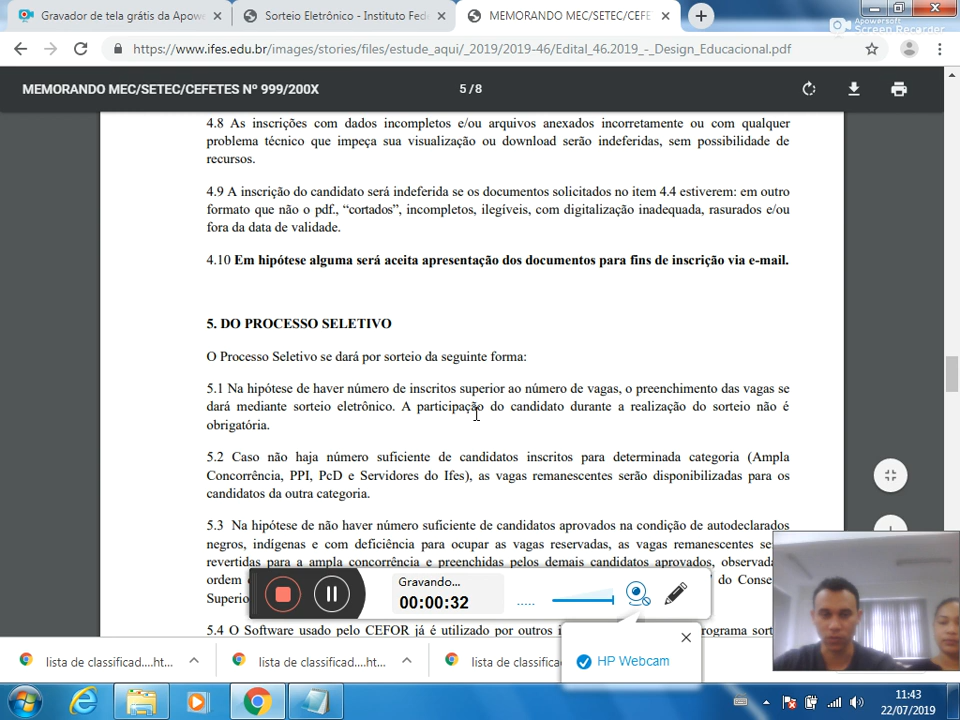 Gravador de tela grátis da Apowe
Sorteio Eletrônico - Instituto Fede
MEMORANDO MEC/SETEC/CEFE
Apowersoft
Screen Recorder
https://www.ifes.edu.br/images/stories/files/estude_aqui/_2019/2019-46/Edital_46.2019_-_Design_Educacional.pdf
MEMORANDO MEC/SETEC/CEFETES Nº 999/200X
5 / 8
4.8 As inscrições com dados incompletos e/ou arquivos anexados incorretamente ou com qualquer
problema técnico que impeça sua visualização ou download serão indeferidas, sem possibilidade de
recursos.
4.9 A inscrição do candidato será indeferida se os documentos solicitados no item 4.4 estiverem: em outro
formato que não o pdf., “cortados”, incompletos, ilegíveis, com digitalização inadequada, rasurados e/ou
fora da data de validade.
4.10 Em hipótese alguma será aceita apresentação dos documentos para fins de inscrição via e-mail.
5. DO PROCESSO SELETIVO
O Processo Seletivo se dará por sorteio da seguinte forma:
5.1 Na hipótese de haver número de inscritos superior ao número de vagas, o preenchimento das vagas se
dará mediante sorteio eletrônico. A participação do candidato durante a realização do sorteio não é
obrigatória.
5.2 Caso não haja número suficiente de candidatos inscritos para determinada categoria (Ampla
Concorrência, PPI, PcD e Servidores do Ifes), as vagas remanescentes serão disponibilizadas para os
candidatos da outra categoria.
5.3 Na hipótese de não haver número suficiente de candidatos aprovados na condição de autodeclarados
negros, indígenas e com deficiência para ocupar as vagas reservadas, as vagas remanescentes se
revertidas para a ampla concorrência e preenchidas pelos demais candidatos aprovados, observada
ordem do Conse
Superio
5.4 O Software usado pelo CEFOR já é utilizado por outros i rograma sort
Gravando...
00:00:32
HP Webcam
lista de classificad....ht...
lista de classificad....ht...
lista de classifica
11:43
22/07/2019